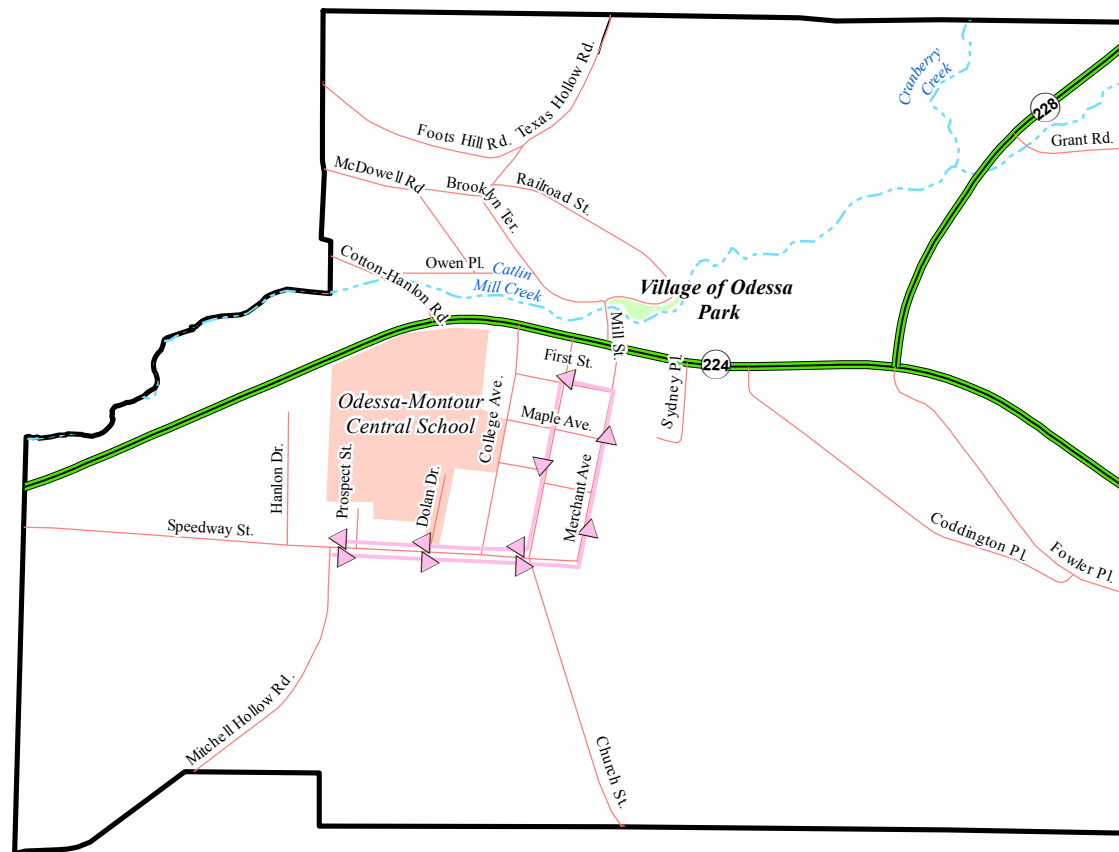 Cranberry
Creek
228
Grant Rd.
Texas Hollow Rd.
Foots Hill Rd.
McDowell Rd
Brooklyn Ter.
Railroad St.
Cotton-Hanlon Rd.
Owen Pl.
Catlin
Mill Creek
Village of Odessa
Park
Mill St.
First St.
Sydney Pl.
224
Odessa-Montour
Central School
College Ave.
Maple Ave.
Hanlon Dr.
Prospect St.
Dolan Dr.
Merchant Ave
Speedway St.
Coddington Pl.
Fowler Pl.
Mitchell Hollow Rd.
Church St.